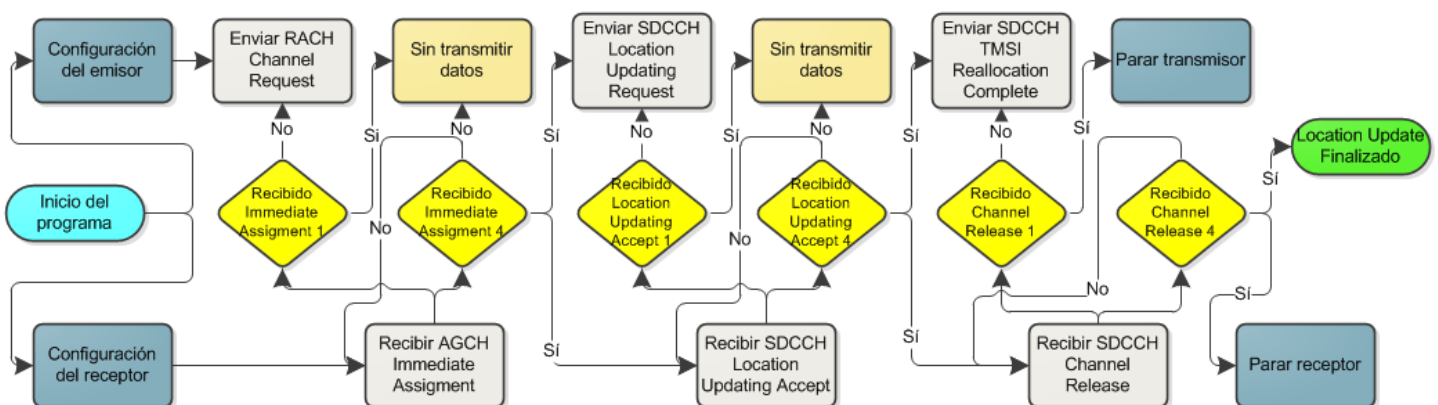 Configuración
del emisor
Enviar RACH
Channel
Request
Sin transmitir
datos
Enviar SDCCH
Location
Updating
Request
Sin transmitir
datos
Enviar SDCCH
TMSI
Reallocation
Complete
Parar transmisor
No
Si
No
Sí
No
Sí
No
Sí
No
Sí
Location Update
Finalizado
Inicio del
programa
Recibido
Immediate
Assigment 1
No
Recibido
Immediate
Assigment 4
Recibido
Location
Updating
Accept 1
No
Recibido
Location
Updating
Accept 4
Recibido
Channel
Release 1
No
Recibido
Channel
Release 4
Sí
Sí
Configuración
del receptor
Recibir AGCH
Immediate
Assigment
Sí
Recibir SDCCH
Location
Updating Accept
Sí
Recibir SDCCH
Channel
Release
Parar receptor